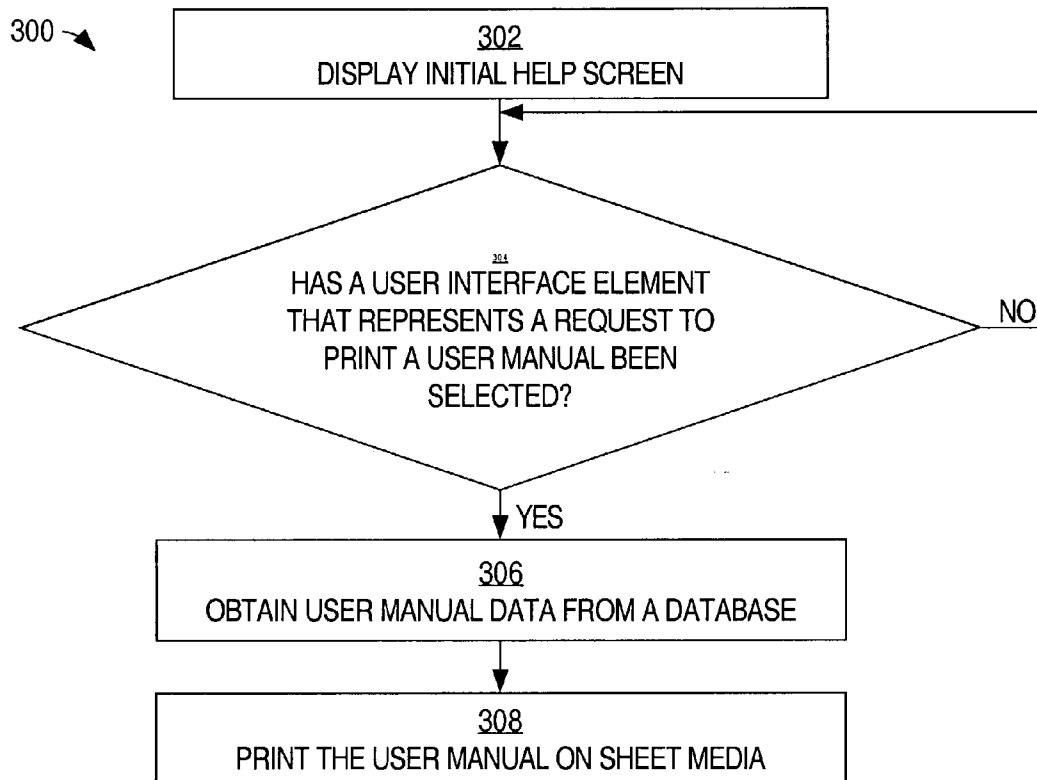 300
302
DISPLAY INITIAL HELP SCREEN
304
HAS A USER INTERFACE ELEMENT
THAT REPRESENTS A REQUEST TO
PRINT A USER MANUAL BEEN
SELECTED?
NO
YES
306
OBTAIN USER MANUAL DATA FROM A DATABASE
308
PRINT THE USER MANUAL ON SHEET MEDIA